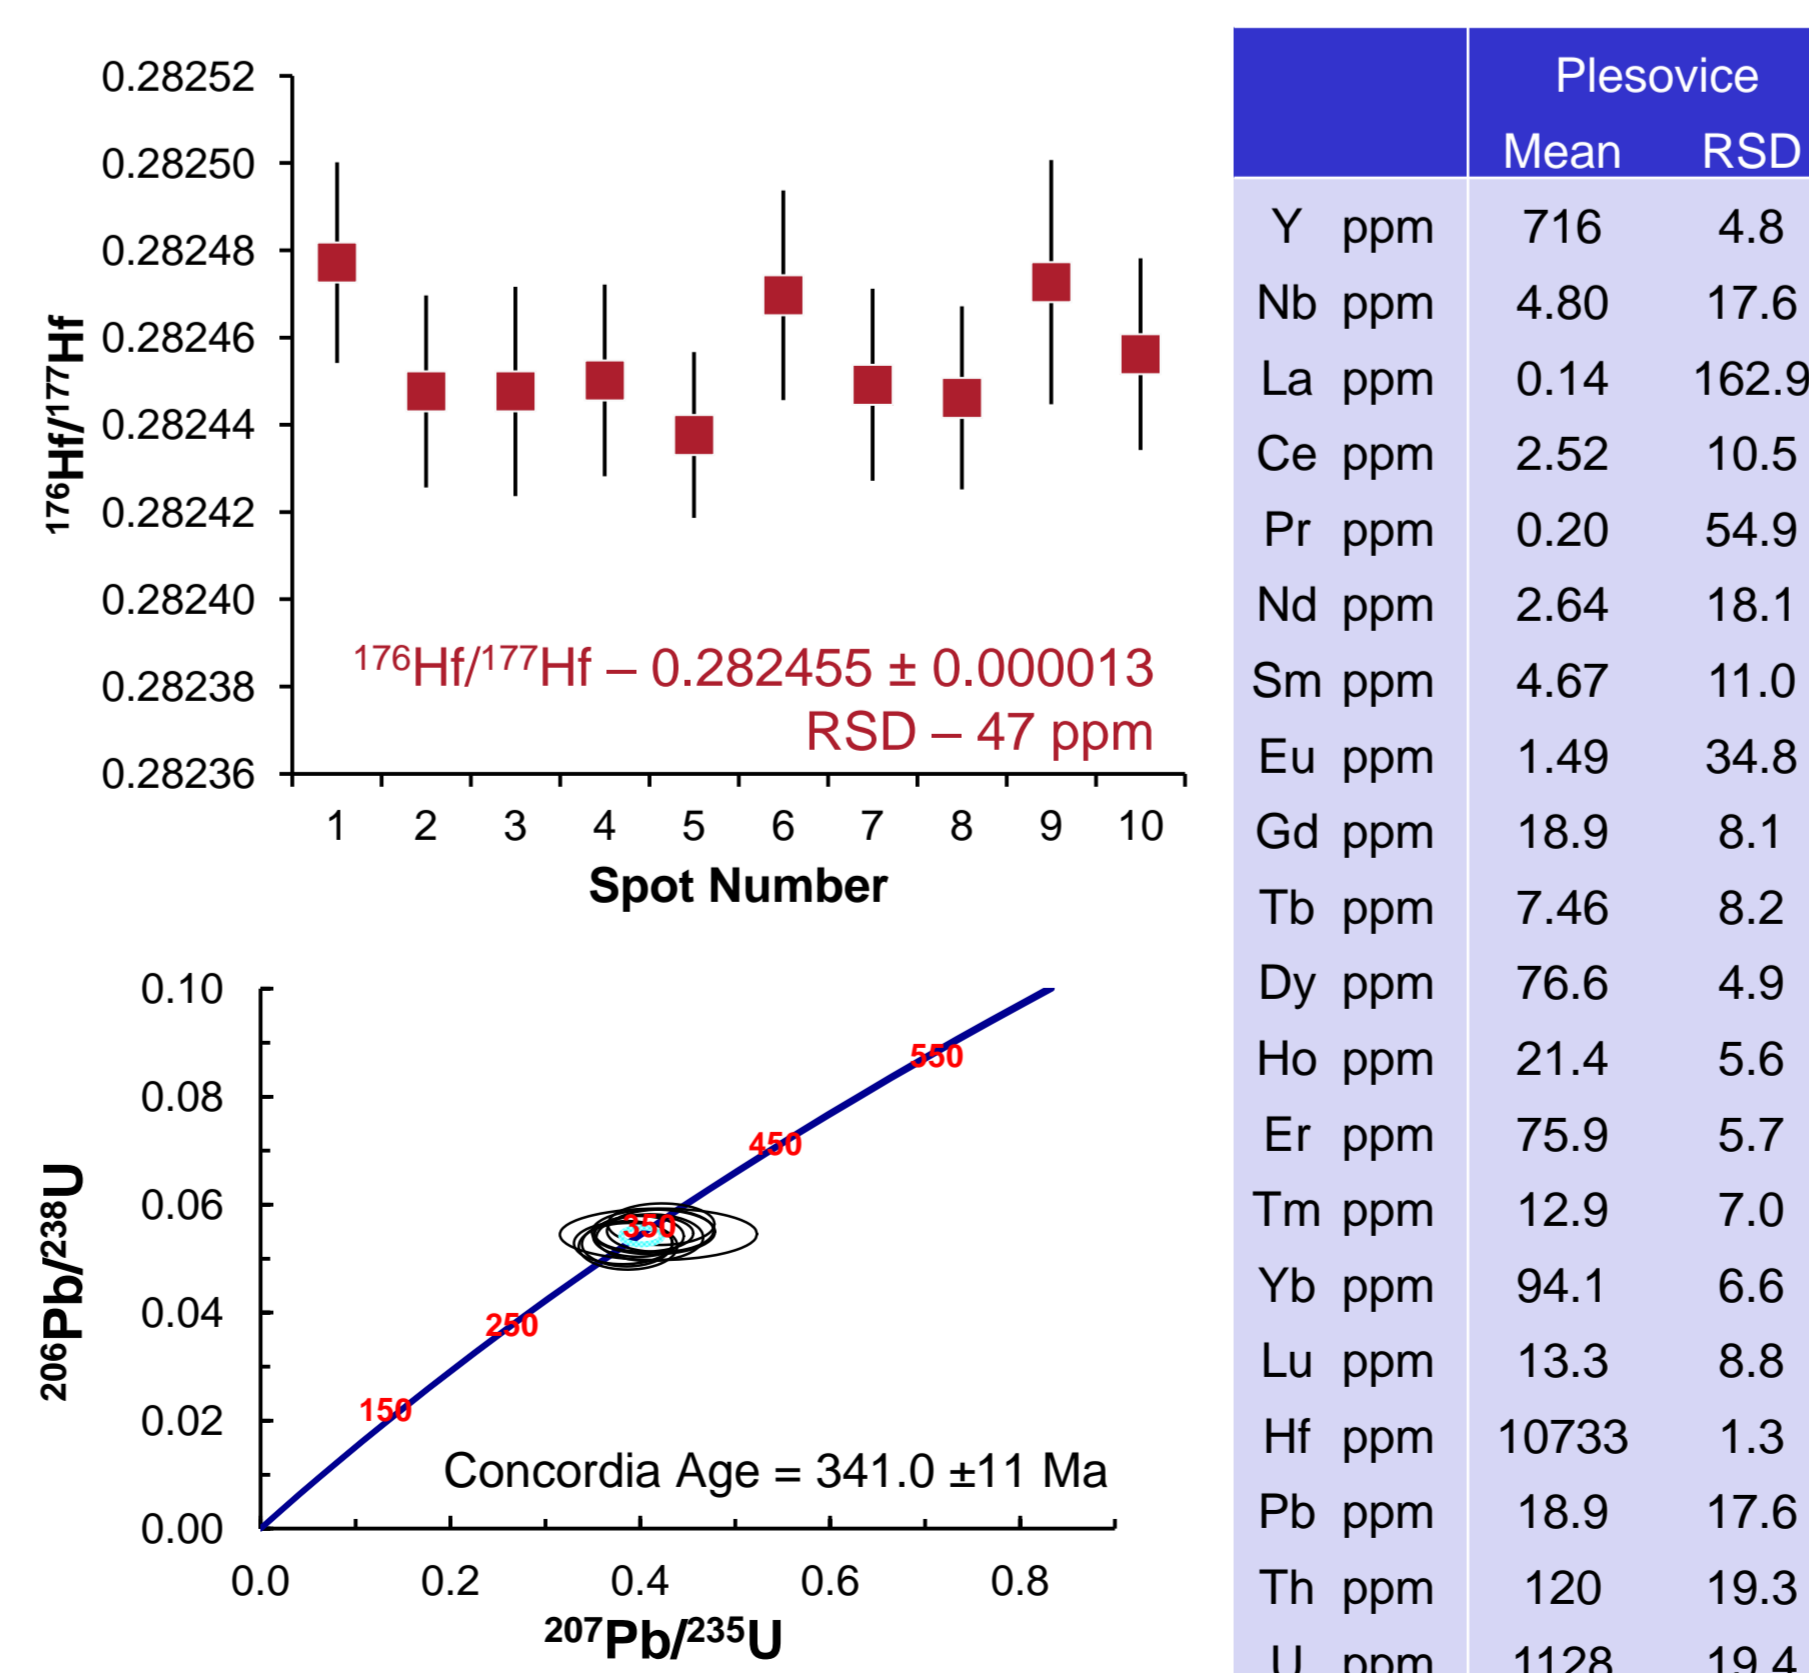 0.28252
0.28250
0.28248
0.28246
0.28244
0.28242
0.28240
0.28238
0.28236
176Hf/177Hf
176Hf/177Hf – 0.282455 ± 0.000013
RSD – 47 ppm
1 2 3 4 5 6 7 8 9 10
Spot Number
0.10
0.08
0.06
0.04
0.02
0.00
206Pb/238U
550
450
350
250
150
Concordia Age = 341.0 ±11 Ma
0.0 0.2 0.4 0.6 0.8
207Pb/235U
Plesovice
Mean RSD
Y ppm 716 4.8
Nb ppm 4.80 17.6
La ppm 0.14 162.9
Ce ppm 2.52 10.5
Pr ppm 0.20 54.9
Nd ppm 2.64 18.1
Sm ppm 4.67 11.0
Eu ppm 1.49 34.8
Gd ppm 18.9 8.1
Tb ppm 7.46 8.2
Dy ppm 76.6 4.9
Ho ppm 21.4 5.6
Er ppm 75.9 5.7
Tm ppm 12.9 7.0
Yb ppm 94.1 6.6
Lu ppm 13.3 8.8
Hf ppm 10733 1.3
Pb ppm 18.9 17.6
Th ppm 120 19.3
U ppm 1128 19.4